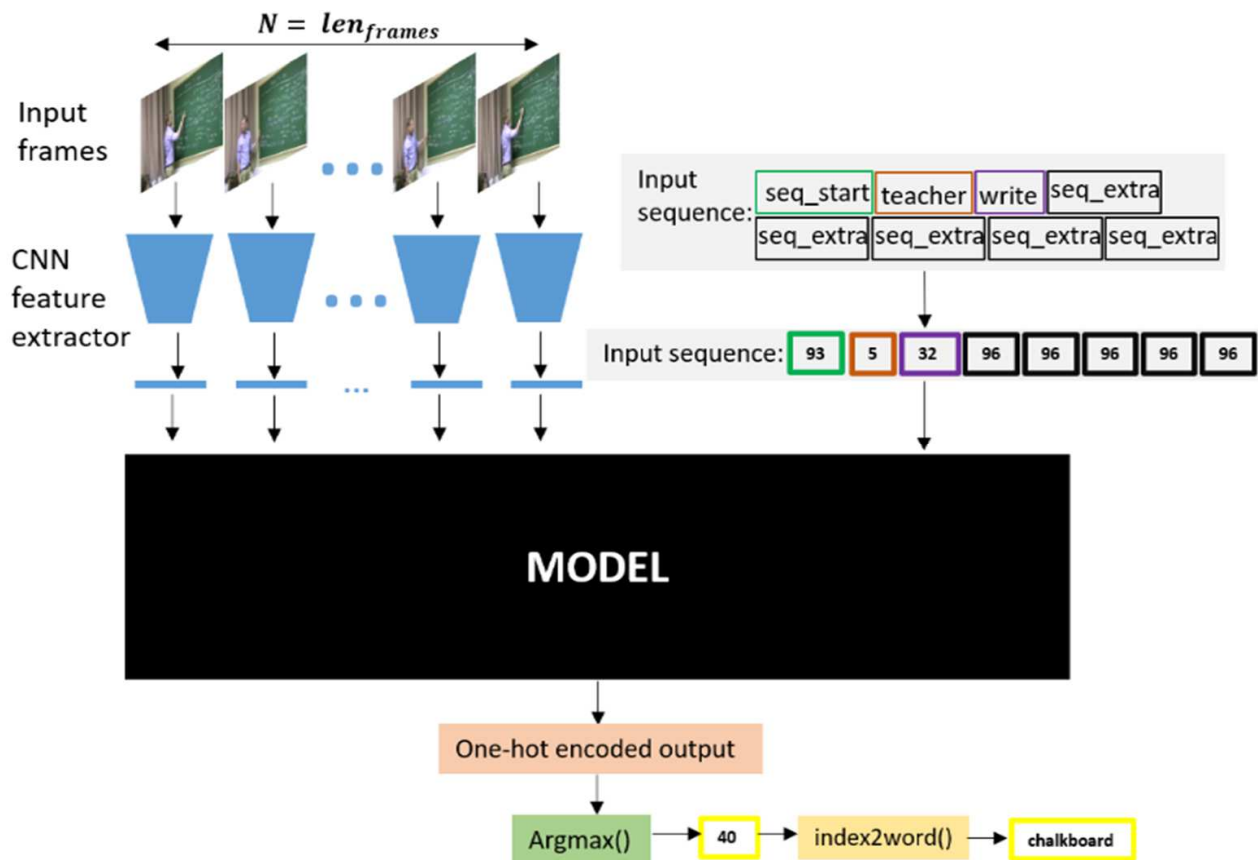 N = len_frames
Input
frames
CNN
feature
extractor
...
Input
sequence:
seq_start teacher write seq_extra
seq_extra seq_extra seq_extra seq_extra
Input sequence: 93 5 32 96 96 96 96 96
MODEL
One-hot encoded output
Argmax() 40 index2word() chalkboard